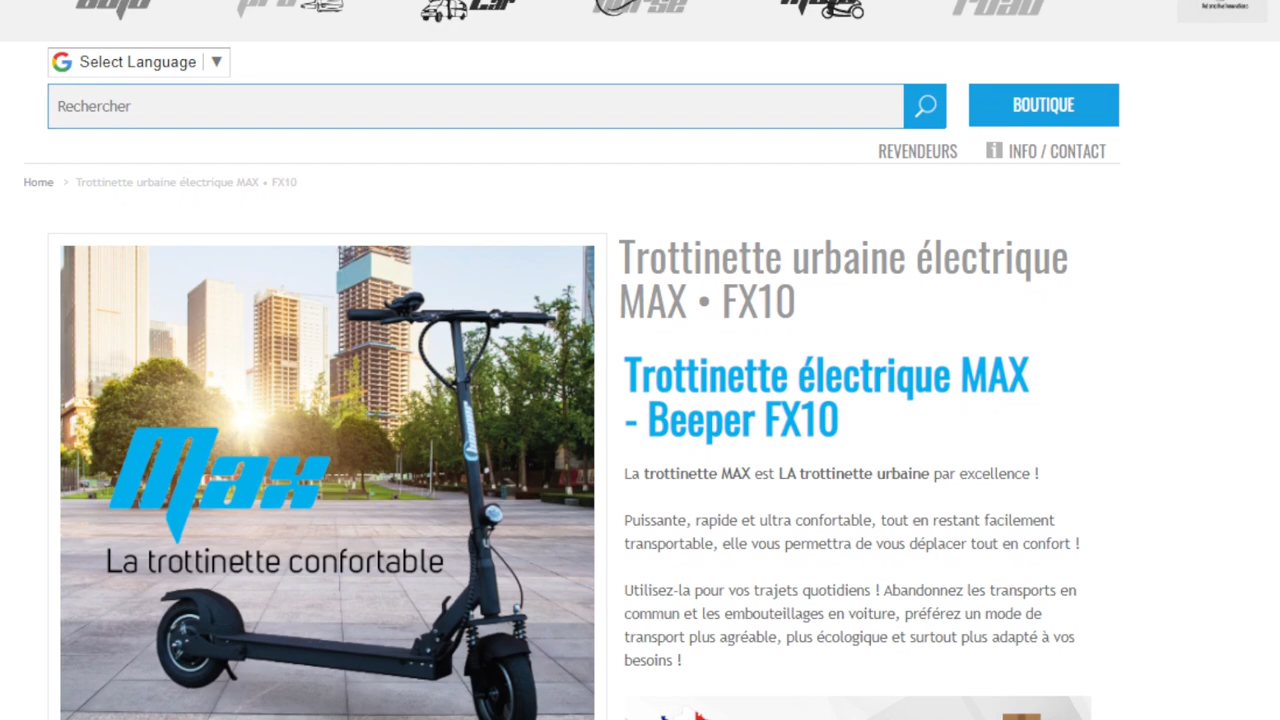 Select Language ▼
Rechercher
BOUTIQUE
REVENDEURS
INFO / CONTACT
Home > Trottinette urbaine électrique MAX • FX10
Trottinette urbaine électrique
MAX • FX10
Trottinette électrique MAX
- Beeper FX10
La trottinette MAX est LA trottinette urbaine par excellence !
Puissante, rapide et ultra confortable, tout en restant facilement
transportable, elle vous permettra de vous déplacer tout en confort !
Utilisez-la pour vos trajets quotidiens ! Abandonnez les transports en
commun et les embouteillages en voiture, préférez un mode de
transport plus agréable, plus écologique et surtout plus adapté à vos
besoins !
Max
La trottinette confortable